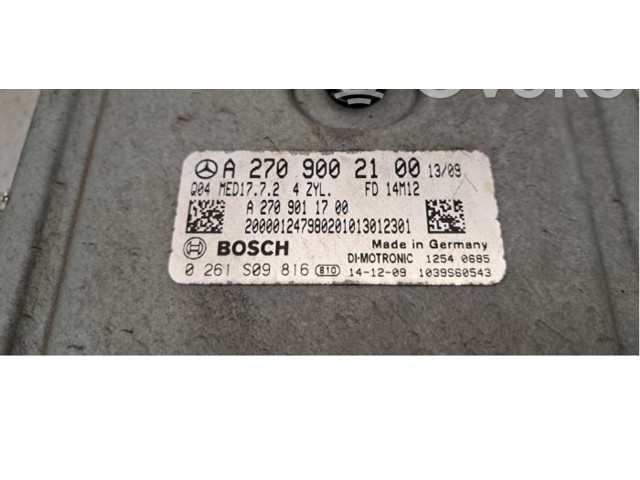 A 270 900 21 00 13/09
Q04 MED17.7.2 4 ZYL. FD 14M12
A 270 901 17 00
200001247980201013012301
BOSCH Made in Germany
DI-MOTRONIC 1254 0685
0 261 S09 816 810 14-12-09 1039S60543